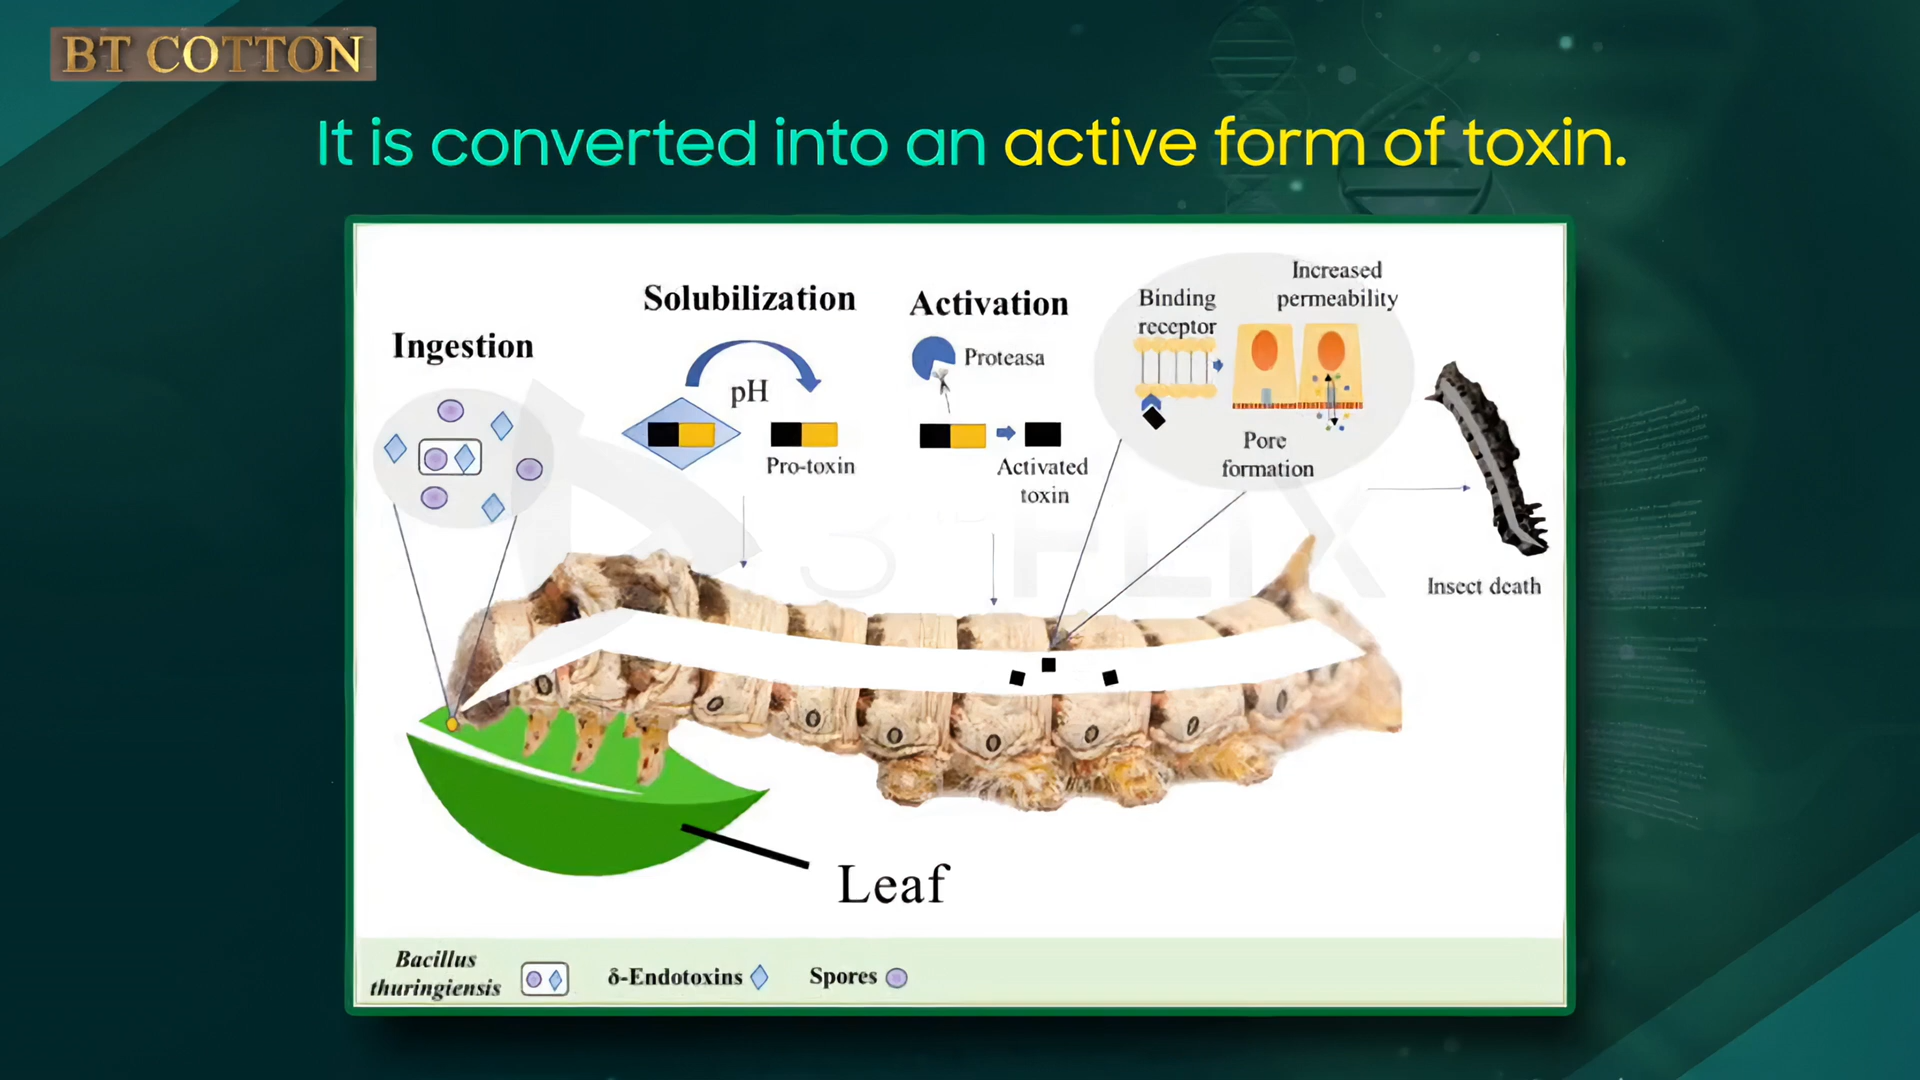 BT COTTON
It is converted into an active form of toxin.
Ingestion
Solubilization
pH
Pro-toxin
Activation
Proteasa
Activated
toxin
Binding
receptor
Increased
permeability
Pore
formation
Insect death
Leaf
Bacillus
thuringiensis
δ-Endotoxins
Spores